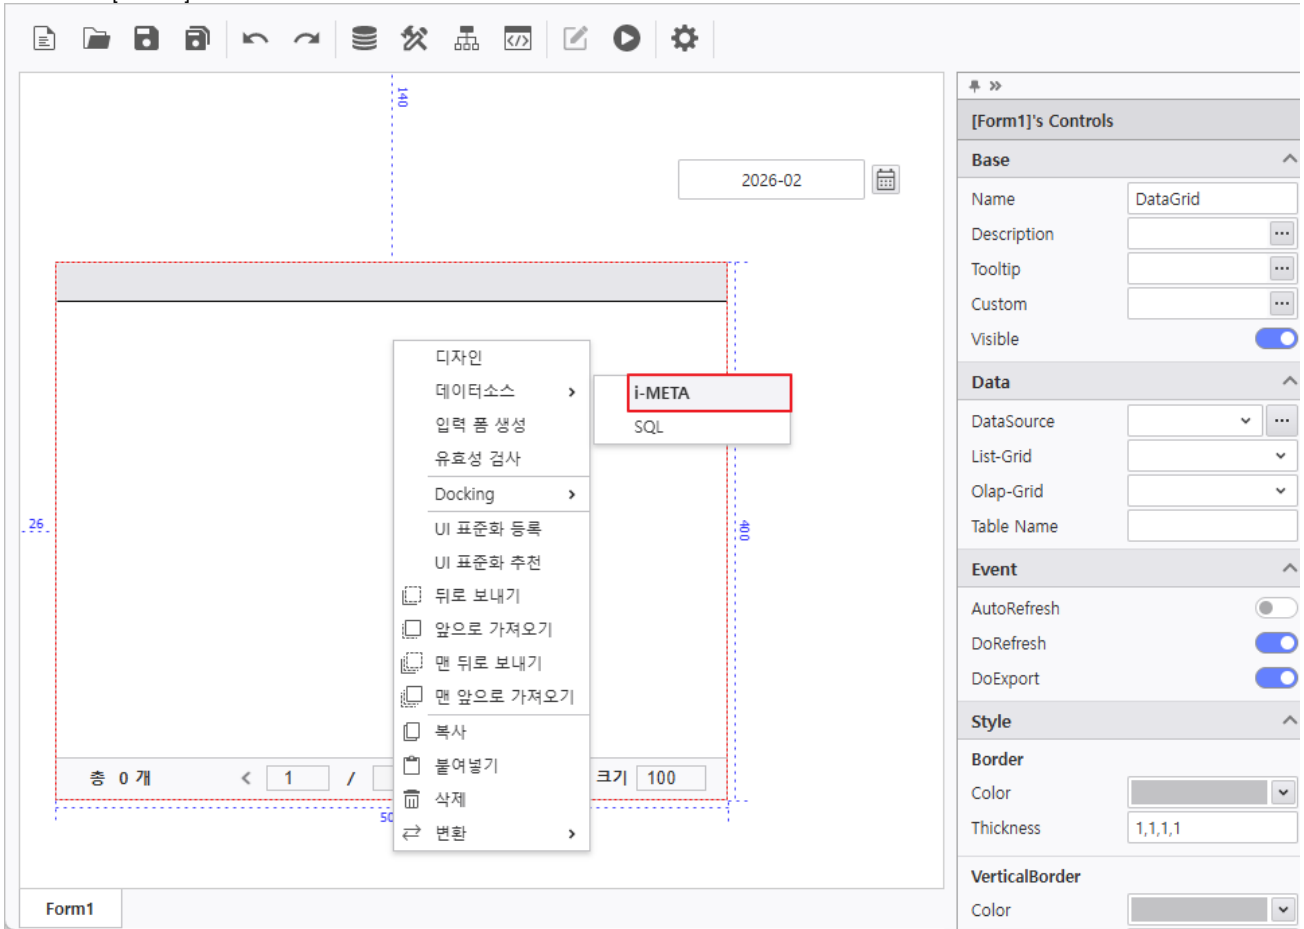 140
2026-02
디자인
데이터소스
i-META
입력 폼 생성
SQL
유효성 검사
Docking
UI 표준화 등록
UI 표준화 추천
뒤로 보내기
앞으로 가져오기
맨 뒤로 보내기
맨 앞으로 가져오기
복사
붙여넣기
삭제
변환
26
400
총 0 개
1 /
크기 100
50
Form1
[Form1]'s Controls
Base
Name DataGrid
Description
Tooltip
Custom
Visible
Data
DataSource
List-Grid
Olap-Grid
Table Name
Event
AutoRefresh
DoRefresh
DoExport
Style
Border
Color
Thickness 1,1,1,1
VerticalBorder
Color